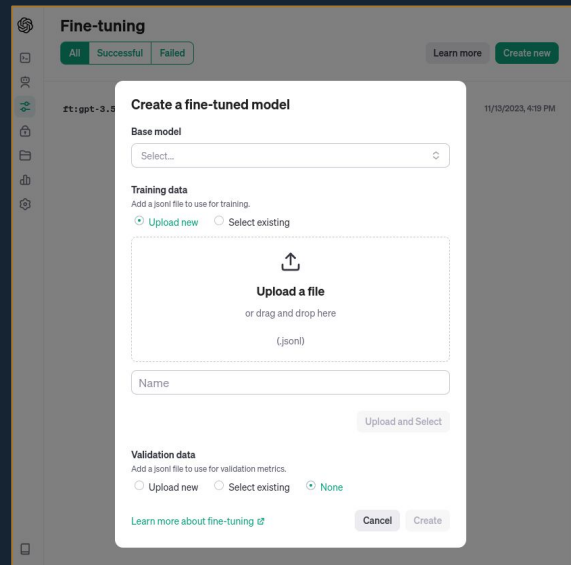 Fine-tuning
All Successful Failed Learn more Create new
ft:gpt-3.5 11/13/2023, 4:19 PM
Create a fine-tuned model
Base model
Select...
Training data
Add a jsonl file to use for training.
Upload new Select existing
Upload a file
or drag and drop here
(.jsonl)
Name
Upload and Select
Validation data
Add a jsonl file to use for validation metrics.
Upload new Select existing None
Learn more about fine-tuning Cancel Create